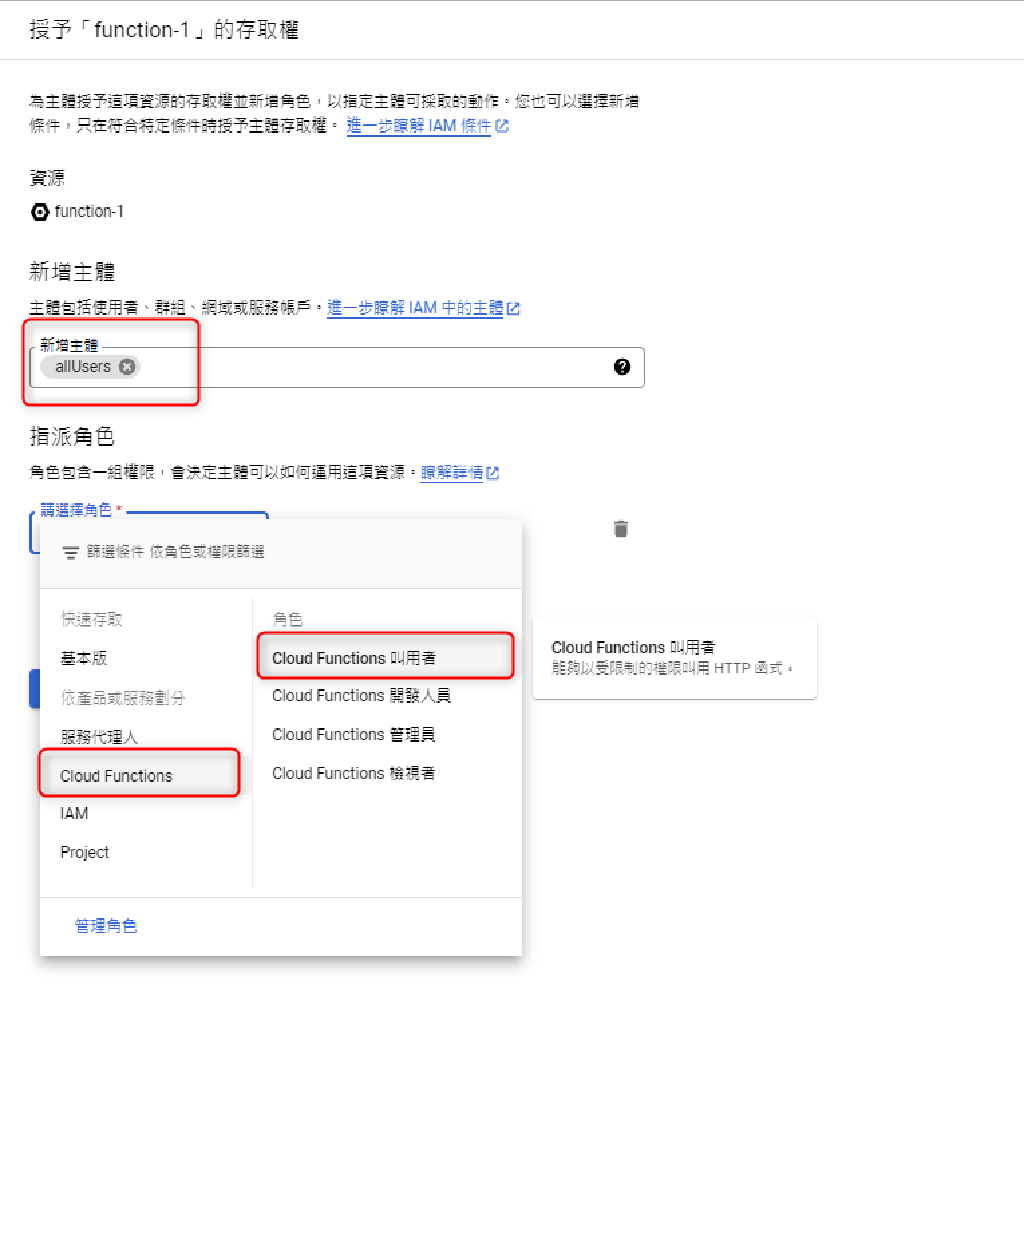 授予「function-1」的存取權
為主體授予這項資源的存取權並新增角色，以指定主體可採取的動作。您也可以選擇新增
條件，只在符合特定條件時授予主體存取權。 進一步瞭解 IAM 條件
資源
function-1
新增主體
主體包括使用者、群組、網域或服務帳戶。進一步瞭解 IAM 中的主體
新增主體
allUsers
指派角色
角色包含一組權限，會決定主體可以如何運用這項資源。瞭解詳情
請選擇角色 *
篩選條件 依角色或權限篩選
快速存取
基本版
依產品或服務劃分
服務代理人
Cloud Functions
IAM
Project
角色
Cloud Functions 叫用者
Cloud Functions 開發人員
Cloud Functions 管理員
Cloud Functions 檢視者
Cloud Functions 叫用者
能夠以受限制的權限叫用 HTTP 函式。
管理角色